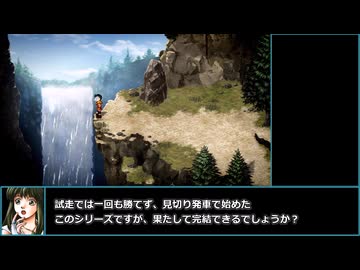 試走では一回も勝てず、見切り発車で始めた
このシリーズですが、果たして完結できるでしょうか？